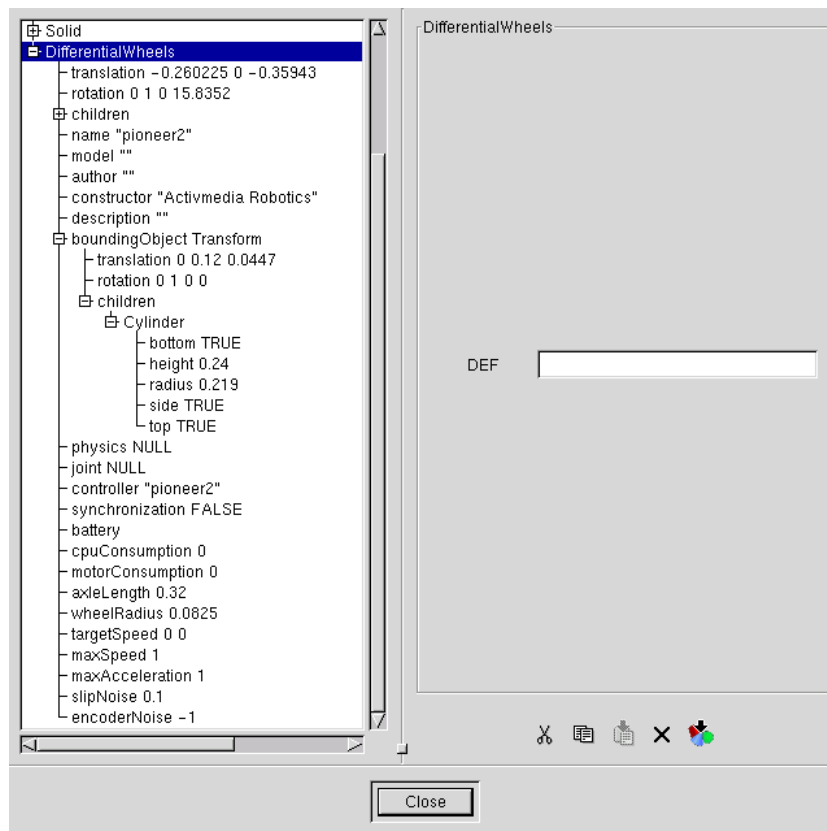 Solid
DifferentialWheels
translation -0.260225 0 -0.35943
rotation 0 1 0 15.8352
children
name "pioneer2"
model ""
author ""
constructor "Activmedia Robotics"
description ""
boundingObject Transform
translation 0 0.12 0.0447
rotation 0 1 0 0
children
Cylinder
bottom TRUE
height 0.24
radius 0.219
side TRUE
top TRUE
physics NULL
joint NULL
controller "pioneer2"
synchronization FALSE
battery
cpuConsumption 0
motorConsumption 0
axleLength 0.32
wheelRadius 0.0825
targetSpeed 0 0
maxSpeed 1
maxAcceleration 1
slipNoise 0.1
encoderNoise -1
DifferentialWheels
DEF
Close